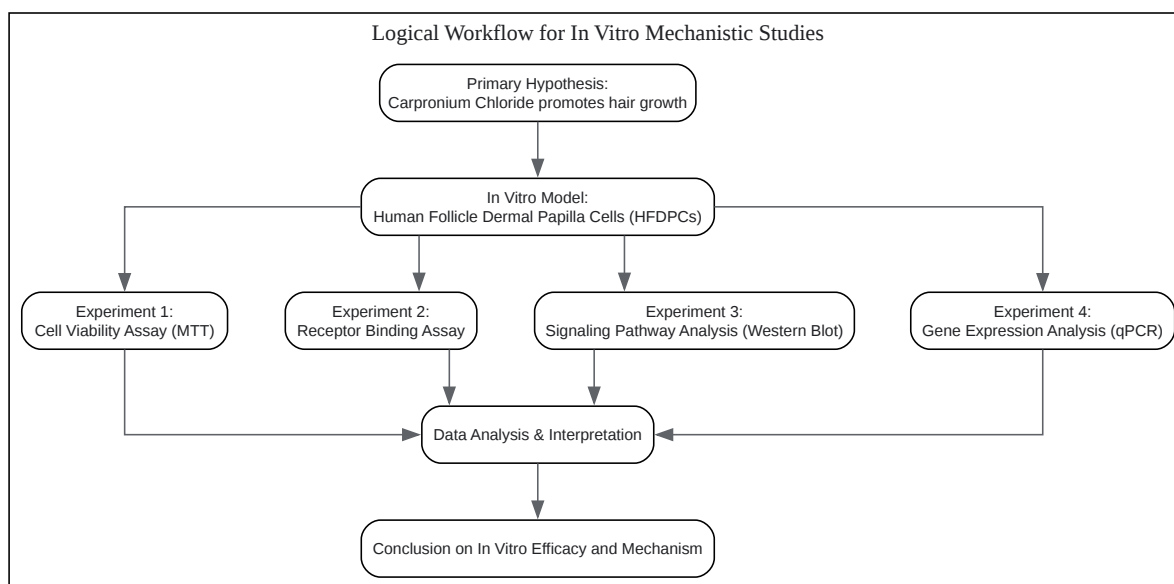 Logical Workflow for In Vitro Mechanistic Studies
Primary Hypothesis:
Carpronium Chloride promotes hair growth
In Vitro Model:
Human Follicle Dermal Papilla Cells (HFDPCs)
Experiment 1:
Cell Viability Assay (MTT)
Experiment 2:
Receptor Binding Assay
Experiment 3:
Signaling Pathway Analysis (Western Blot)
Experiment 4:
Gene Expression Analysis (qPCR)
Data Analysis & Interpretation
Conclusion on In Vitro Efficacy and Mechanism